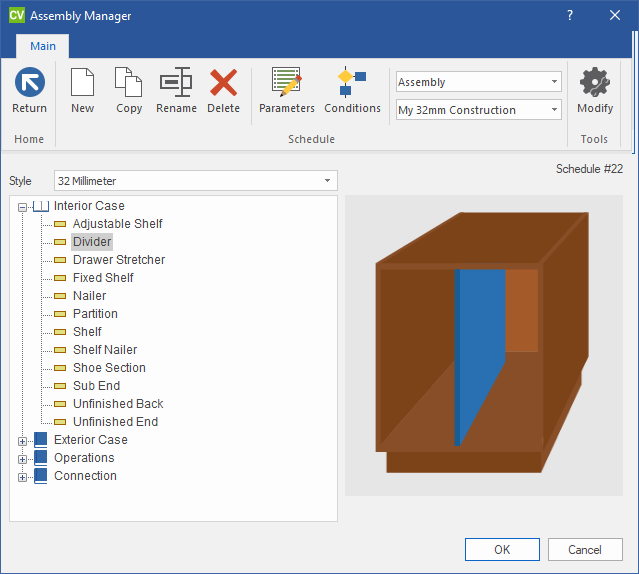 CV Assembly Manager ?
Main
Return New Copy Rename Delete Parameters Conditions Assembly My 32mm Construction Modify
Home Schedule Tools
Style 32 Millimeter Schedule #22
Interior Case
Adjustable Shelf
Divider
Drawer Stretcher
Fixed Shelf
Nailer
Partition
Shelf
Shelf Nailer
Shoe Section
Sub End
Unfinished Back
Unfinished End
Exterior Case
Operations
Connection
OK Cancel